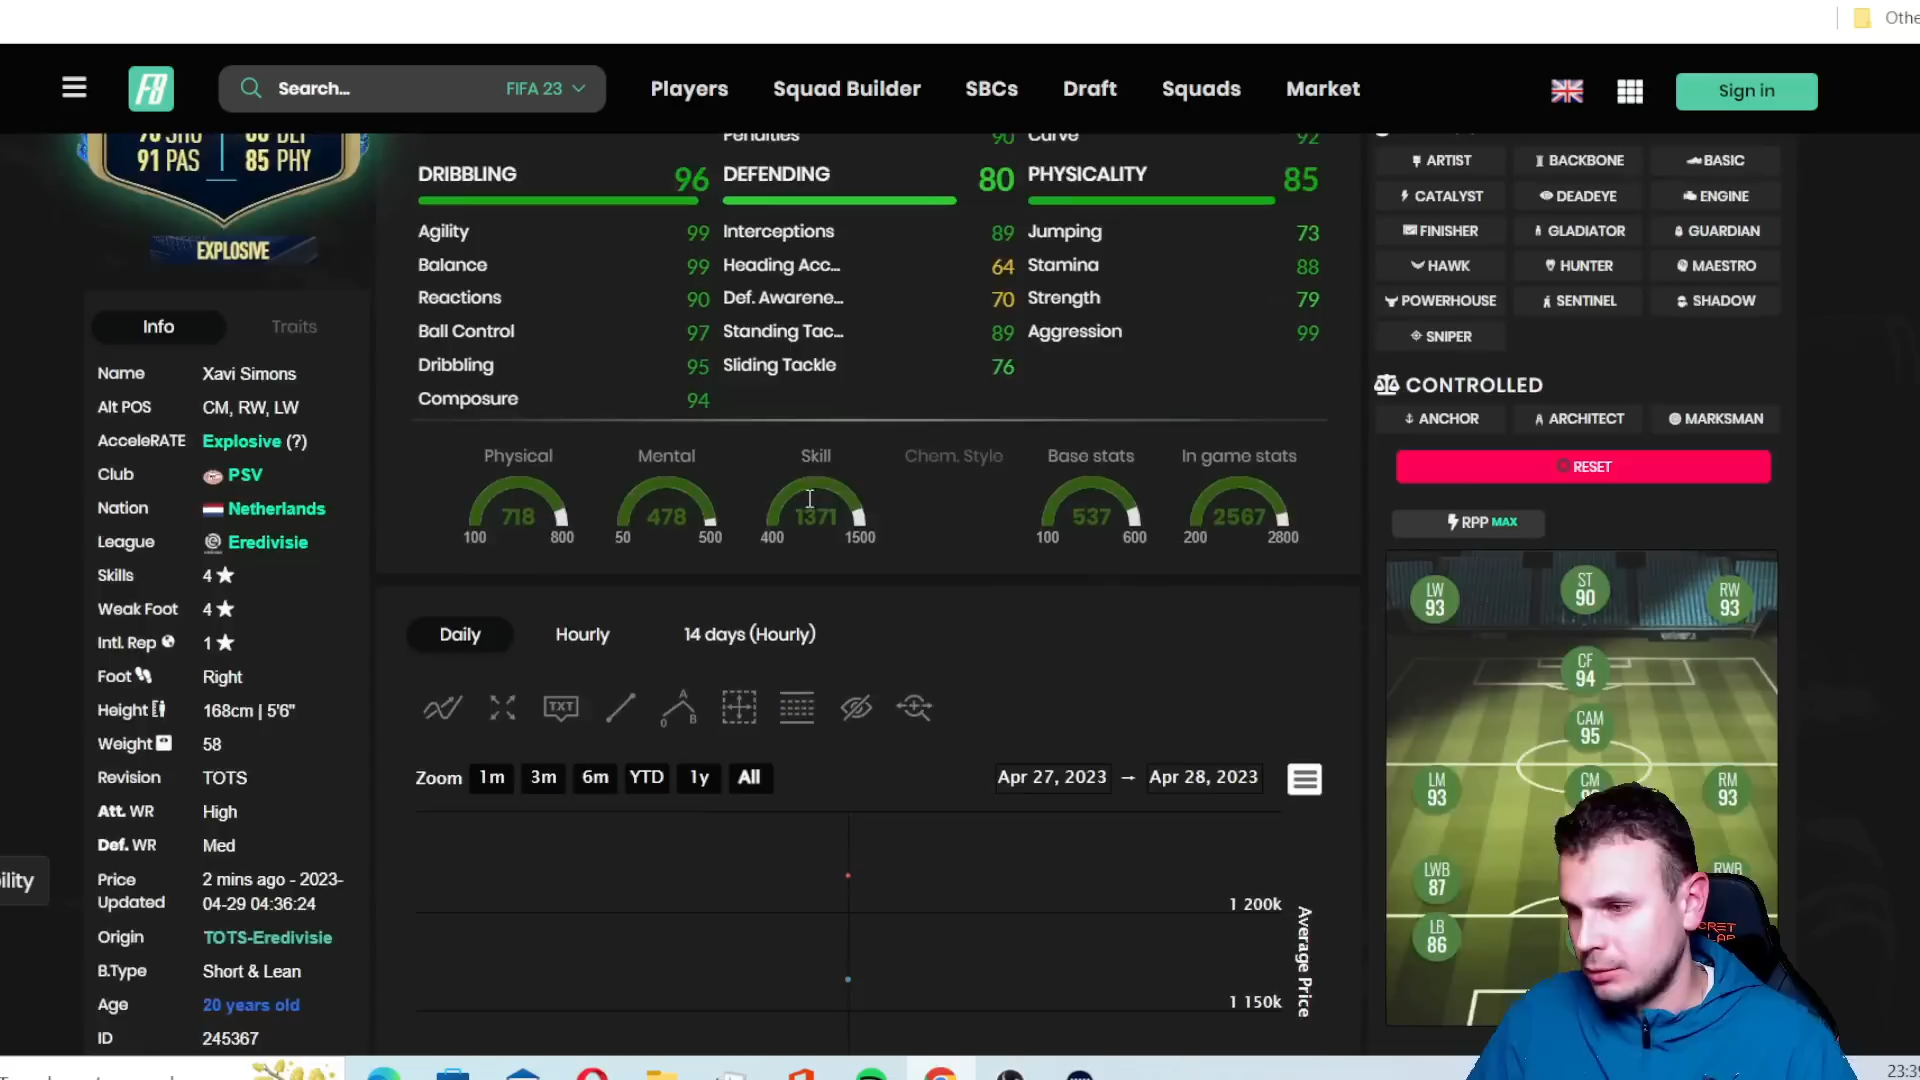 Othe
F8
Search...
FIFA 23
Players
Squad Builder
SBCs
Draft
Squads
Market
Sign in
91 PAS
85 PHY
EXPLOSIVE
Penalties 90
Curve 92
DRIBBLING 96
DEFENDING 80
PHYSICALITY 85
Agility 99
Interceptions 89
Jumping 73
Balance 99
Heading Acc... 64
Stamina 88
Reactions 90
Def. Awarene... 70
Strength 79
Ball Control 97
Standing Tac... 89
Aggression 99
Dribbling 95
Sliding Tackle 76
Composure 94
Physical
718
100 800
Mental
478
50 500
Skill
1371
400 1500
Chem. Style
Base stats
537
100 600
In game stats
2567
200 2800
Info
Traits
Name Xavi Simons
Alt POS CM, RW, LW
AcceleRATE Explosive (?)
Club PSV
Nation Netherlands
League Eredivisie
Skills 4
Weak Foot 4
Intl. Rep 1
Foot Right
Height 168cm | 5'6"
Weight 58
Revision TOTS
Att. WR High
Def. WR Med
Price Updated 2 mins ago - 2023-
04-29 04:36:24
Origin TOTS-Eredivisie
B.Type Short & Lean
Age 20 years old
ID 245367
ility
Daily
Hourly
14 days (Hourly)
TXT
A
0 B
Zoom 1m 3m 6m YTD 1y All
Apr 27, 2023 → Apr 28, 2023
1 200k
1 150k
Average Price
ARTIST
BACKBONE
BASIC
CATALYST
DEADEYE
ENGINE
FINISHER
GLADIATOR
GUARDIAN
HAWK
HUNTER
MAESTRO
POWERHOUSE
SENTINEL
SHADOW
SNIPER
CONTROLLED
ANCHOR
ARCHITECT
MARKSMAN
RESET
RPP MAX
LW
93
ST
90
RW
93
CF
94
CAM
95
LM
93
CM
RM
93
LWB
87
RWB
LB
86
23:39